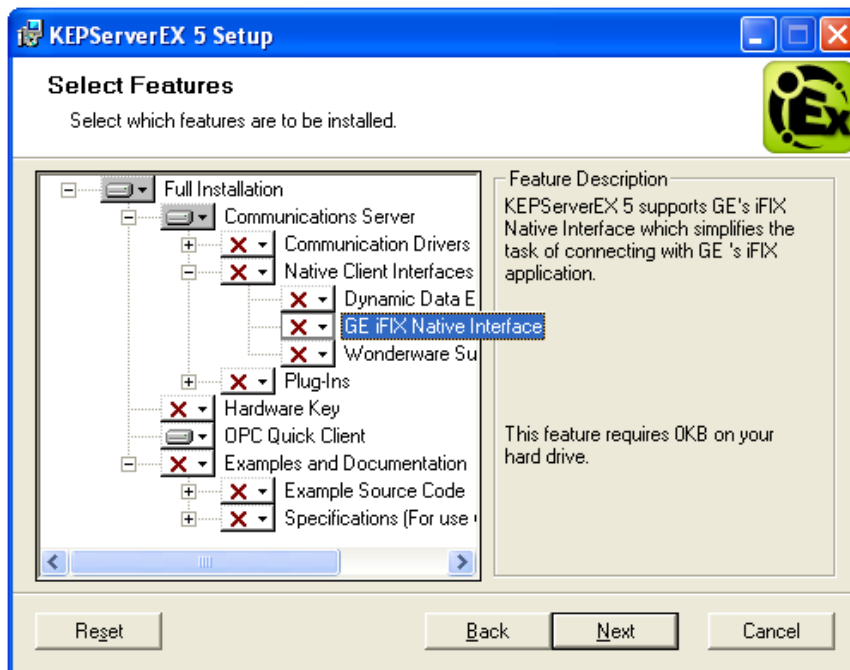 KEPServerEX 5 Setup
Select Features
Select which features are to be installed.
Ex
Full Installation
Communications Server
Communication Drivers
Native Client Interfaces
Dynamic Data E
GE iFIX Native Interface
Wonderware Su
Plug-Ins
Hardware Key
OPC Quick Client
Examples and Documentation
Example Source Code
Specifications (For use
Feature Description
KEPServerEX 5 supports GE's iFIX
Native Interface which simplifies the
task of connecting with GE 's iFIX
application.
This feature requires 0KB on your
hard drive.
Reset
Back
Next
Cancel